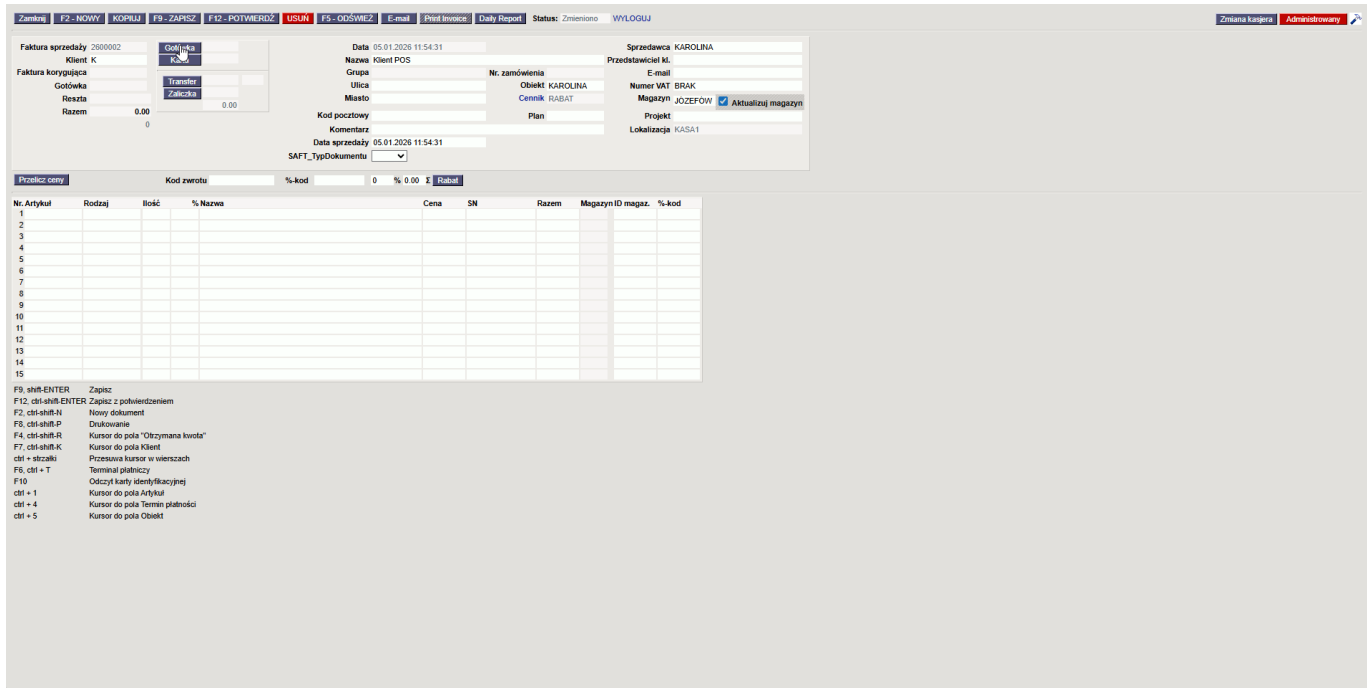 Zamknij F2 - NOWY KOPIUJ F9 - ZAPISZ F12 - POTWIERDŹ USUŃ F5 - ODŚWIEŻ E-mail Print Invoice Daily Report Status: Zmieniono WYLOGUJ Zmiana kasjera Administrowany
Faktura sprzedaży 2600002 Gotówka Data 05.01.2026 11:54:31 Sprzedawca KAROLINA
Klient K Karta Nazwa Klient POS Przedstawiciel kl.
Faktura korygująca Grupa Nr. zamówienia E-mail
Gotówka Transfer Ulica Obiekt KAROLINA Numer VAT BRAK
Reszta Zaliczka Miasto Cennik RABAT Magazyn JÓZEFÓW Aktualizuj magazyn
Razem 0.00 0.00 Kod pocztowy Plan Projekt
0 Komentarz Lokalizacja KASA1
Data sprzedaży 05.01.2026 11:54:31
SAFT_TypDokumentu
Przelicz ceny Kod zwrotu %-kod 0 % 0.00 Σ Rabat
Nr. Artykuł Rodzaj Ilość % Nazwa Cena SN Razem Magazyn ID magaz. %-kod
1
2
3
4
5
6
7
8
9
10
11
12
13
14
15
F9, shift-ENTER Zapisz
F12, ctrl-shift-ENTER Zapisz z potwierdzeniem
F2, ctrl-shift-N Nowy dokument
F8, ctrl-shift-P Drukowanie
F4, ctrl-shift-R Kursor do pola "Otrzymana kwota"
F7, ctrl-shift-K Kursor do pola Klient
ctrl + strzałki Przesuwa kursor w wierszach
F6, ctrl + T Terminal płatniczy
F10 Odczyt karty identyfikacyjnej
ctrl + 1 Kursor do pola Artykuł
ctrl + 4 Kursor do pola Termin płatności
ctrl + 5 Kursor do pola Obiekt